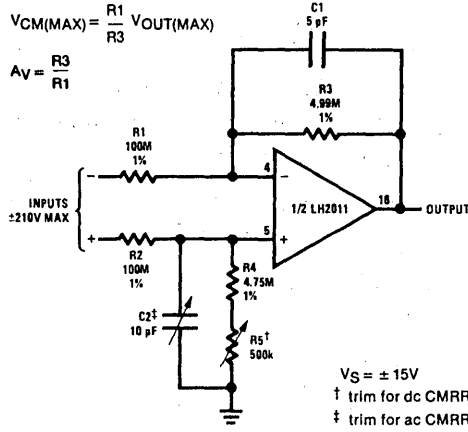 VCM(MAX) = R1/R3 VOUT(MAX)
AV = R3/R1
C1
5 pF
R3
4.99M
1%
R1
100M
1%
−
4
−
16
1/2 LH2011
OUTPUT
INPUTS
±210V MAX
+
5
+
R2
100M
1%
R4
4.75M
1%
C2‡
10 pF
R5†
500k
VS = ± 15V
† trim for dc CMRR
‡ trim for ac CMRR